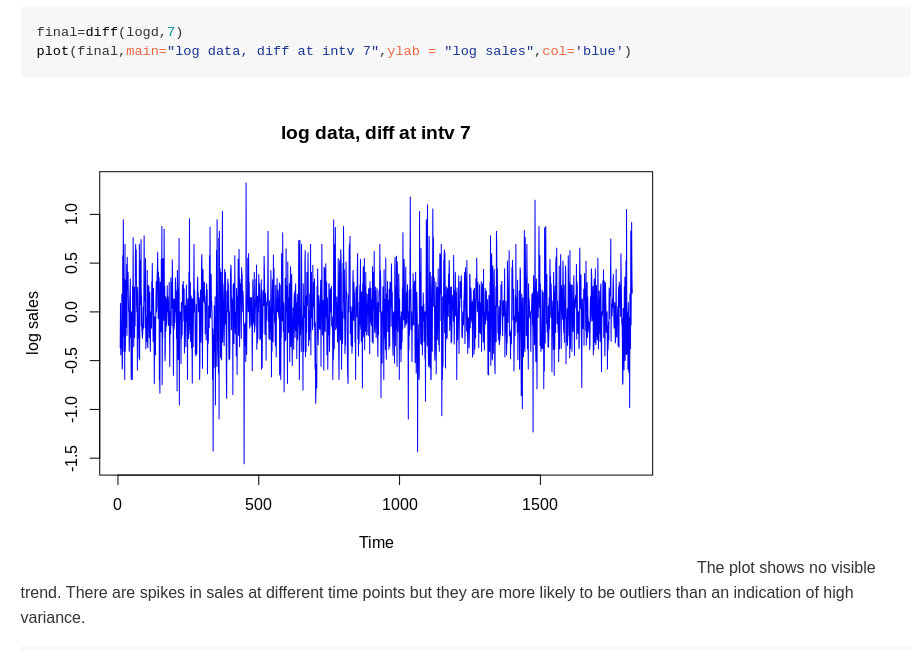 final=diff(logd,7)
plot(final,main="log data, diff at intv 7",ylab = "log sales",col='blue')
log data, diff at intv 7
1.0
0.5
0.0
-0.5
-1.0
-1.5
log sales
0 500 1000 1500
Time
The plot shows no visible
trend. There are spikes in sales at different time points but they are more likely to be outliers than an indication of high
variance.